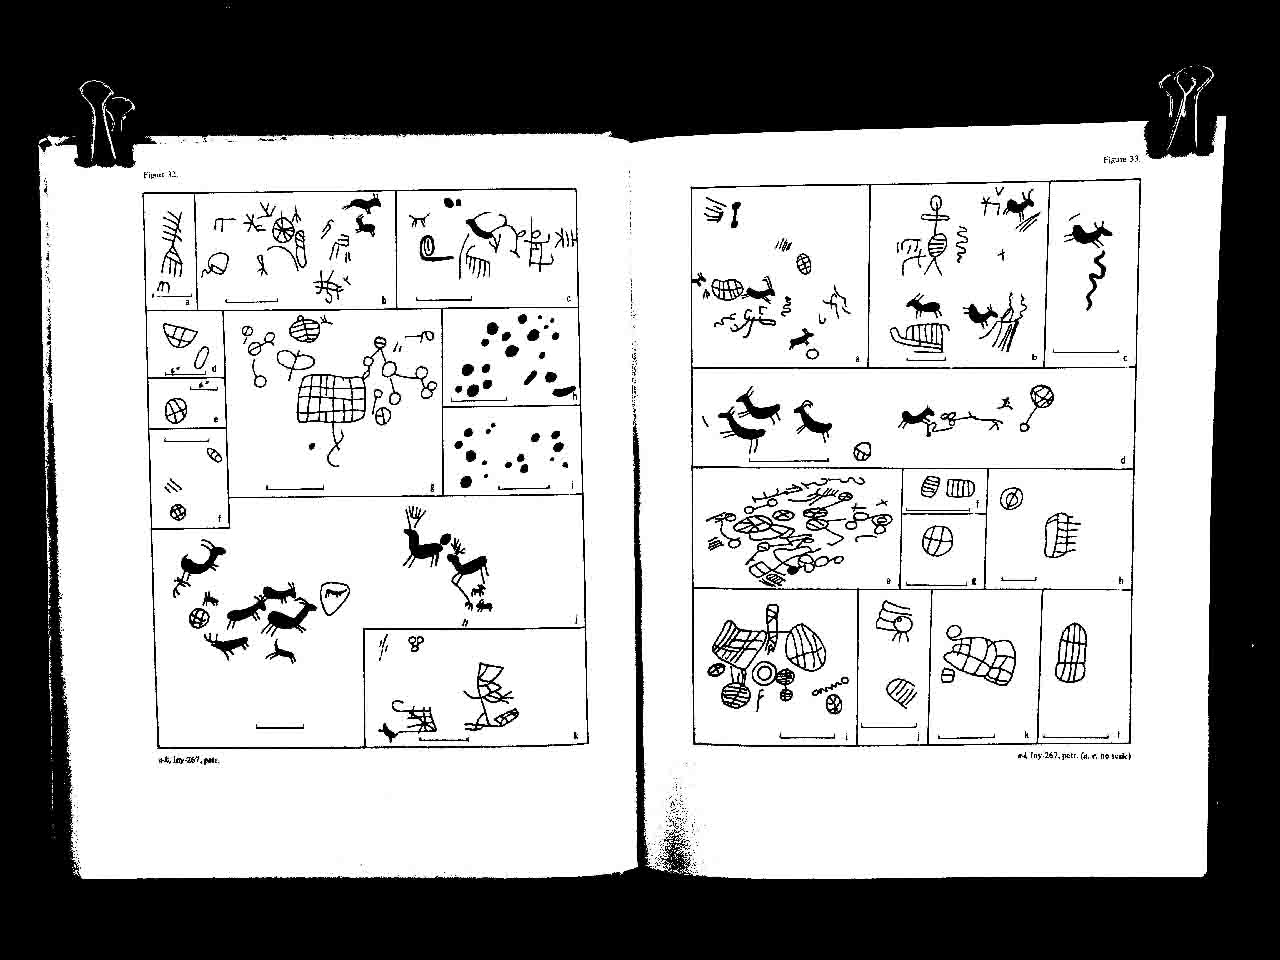 Figure 32.
a
b
c
d
e
f
g
h
i
j
k
a-k, Iny-267, petr.
Figure 33.
a
b
c
d
e
f
g
h
i
j
k
l
a-l, Iny-267, petr. (a, e, no scale)